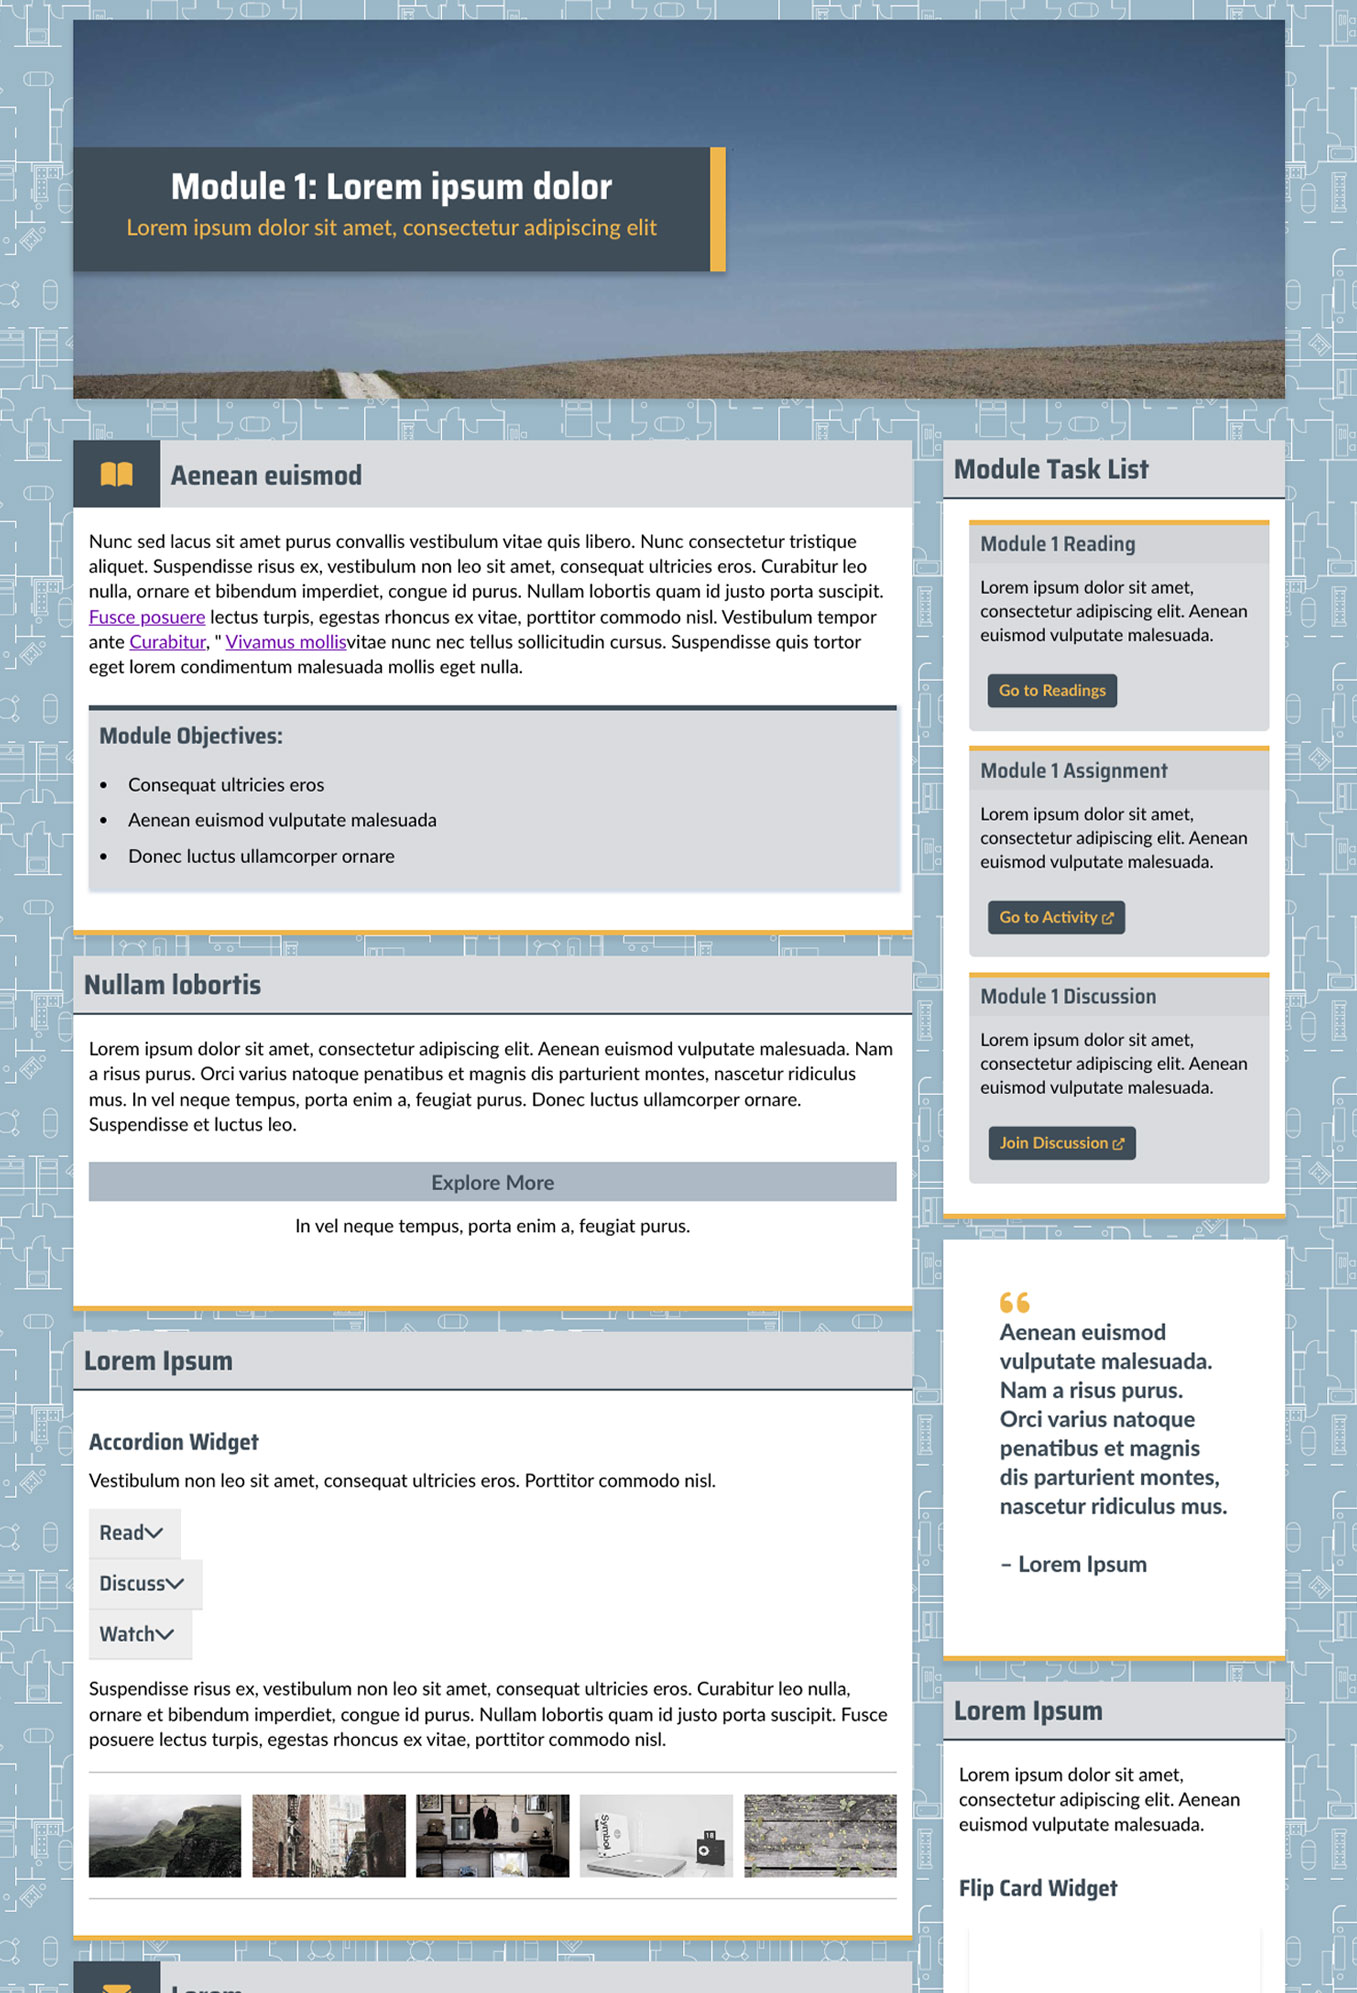 Module 1: Lorem ipsum dolor
Lorem ipsum dolor sit amet, consectetur adipiscing elit
Aenean euismod
Nunc sed lacus sit amet purus convallis vestibulum vitae quis libero. Nunc consectetur tristique
aliquet. Suspendisse risus ex, vestibulum non leo sit amet, consequat ultricies eros. Curabitur leo
nulla, ornare et bibendum imperdiet, congue id purus. Nullam lobortis quam id justo porta suscipit.
Fusce posuere lectus turpis, egestas rhoncus ex vitae, porttitor commodo nisl. Vestibulum tempor
ante Curabitur, " Vivamus mollisvitae nunc nec tellus sollicitudin cursus. Suspendisse quis tortor
eget lorem condimentum malesuada mollis eget nulla.
Module Objectives:
• Consequat ultricies eros
• Aenean euismod vulputate malesuada
• Donec luctus ullamcorper ornare
Nullam lobortis
Lorem ipsum dolor sit amet, consectetur adipiscing elit. Aenean euismod vulputate malesuada. Nam
a risus purus. Orci varius natoque penatibus et magnis dis parturient montes, nascetur ridiculus
mus. In vel neque tempus, porta enim a, feugiat purus. Donec luctus ullamcorper ornare.
Suspendisse et luctus leo.
Explore More
In vel neque tempus, porta enim a, feugiat purus.
Lorem Ipsum
Accordion Widget
Vestibulum non leo sit amet, consequat ultricies eros. Porttitor commodo nisl.
Read
Discuss
Watch
Suspendisse risus ex, vestibulum non leo sit amet, consequat ultricies eros. Curabitur leo nulla,
ornare et bibendum imperdiet, congue id purus. Nullam lobortis quam id justo porta suscipit. Fusce
posuere lectus turpis, egestas rhoncus ex vitae, porttitor commodo nisl.
Symbol
18
Module Task List
Module 1 Reading
Lorem ipsum dolor sit amet,
consectetur adipiscing elit. Aenean
euismod vulputate malesuada.
Go to Readings
Module 1 Assignment
Lorem ipsum dolor sit amet,
consectetur adipiscing elit. Aenean
euismod vulputate malesuada.
Go to Activity
Module 1 Discussion
Lorem ipsum dolor sit amet,
consectetur adipiscing elit. Aenean
euismod vulputate malesuada.
Join Discussion
“
Aenean euismod
vulputate malesuada.
Nam a risus purus.
Orci varius natoque
penatibus et magnis
dis parturient montes,
nascetur ridiculus mus.
– Lorem Ipsum
Lorem Ipsum
Lorem ipsum dolor sit amet,
consectetur adipiscing elit. Aenean
euismod vulputate malesuada.
Flip Card Widget